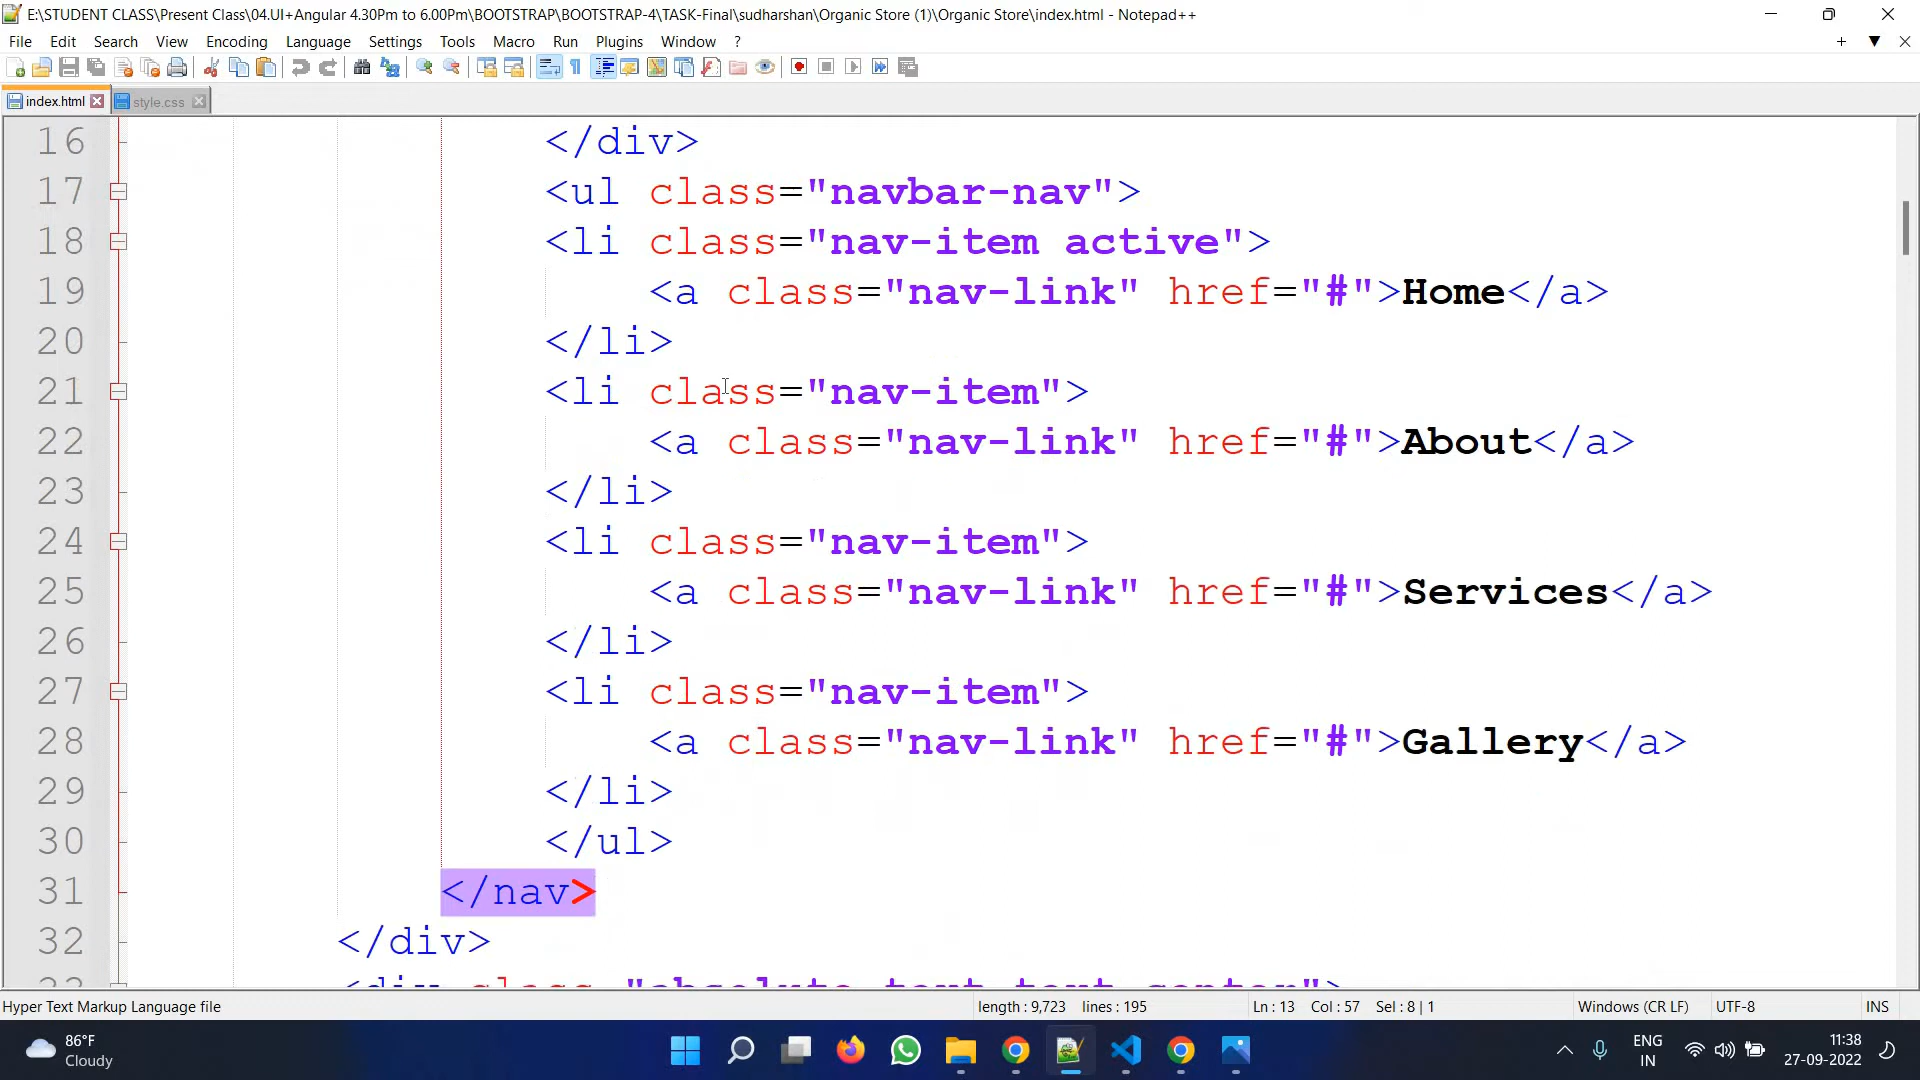 E:\STUDENT CLASS\Present Class\04.UI+Angular 4.30Pm to 6.00Pm\BOOTSTRAP\BOOTSTRAP-4\TASK-Final\sudharshan\Organic Store (1)\Organic Store\index.html - Notepad++
File Edit Search View Encoding Language Settings Tools Macro Run Plugins Window ?
index.html style.css
16 </div>
17 <ul class="navbar-nav">
18 <li class="nav-item active">
19 <a class="nav-link" href="#">Home</a>
20 </li>
21 <li class="nav-item">
22 <a class="nav-link" href="#">About</a>
23 </li>
24 <li class="nav-item">
25 <a class="nav-link" href="#">Services</a>
26 </li>
27 <li class="nav-item">
28 <a class="nav-link" href="#">Gallery</a>
29 </li>
30 </ul>
31 </nav>
32 </div>
33 <div class="absolute-text text-center">
Hyper Text Markup Language file length : 9,723 lines : 195 Ln : 13 Col : 57 Sel : 8 | 1 Windows (CR LF) UTF-8 INS
86°F
Cloudy
ENG
IN
11:38
27-09-2022